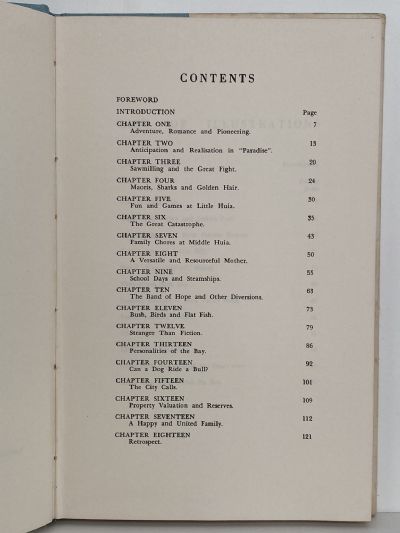 CONTENTS
FOREWORD
INTRODUCTION Page
CHAPTER ONE 7
Adventure, Romance and Pioneering.
CHAPTER TWO 13
Anticipation and Realisation in "Paradise".
CHAPTER THREE 20
Sawmilling and the Great Fight.
CHAPTER FOUR 24
Maoris, Sharks and Golden Hair.
CHAPTER FIVE 30
Fun and Games at Little Huia.
CHAPTER SIX 35
The Great Catastrophe.
CHAPTER SEVEN 43
Family Chores at Middle Huia.
CHAPTER EIGHT 50
A Versatile and Resourceful Mother.
CHAPTER NINE 55
School Days and Steamships.
CHAPTER TEN 63
The Band of Hope and Other Diversions.
CHAPTER ELEVEN 73
Bush, Birds and Flat Fish.
CHAPTER TWELVE 79
Stranger Than Fiction.
CHAPTER THIRTEEN 86
Personalities of the Bay.
CHAPTER FOURTEEN 92
Can a Dog Ride a Bull?
CHAPTER FIFTEEN 101
The City Calls.
CHAPTER SIXTEEN 109
Property Valuation and Reserves.
CHAPTER SEVENTEEN 112
A Happy and United Family.
CHAPTER EIGHTEEN 121
Retrospect.